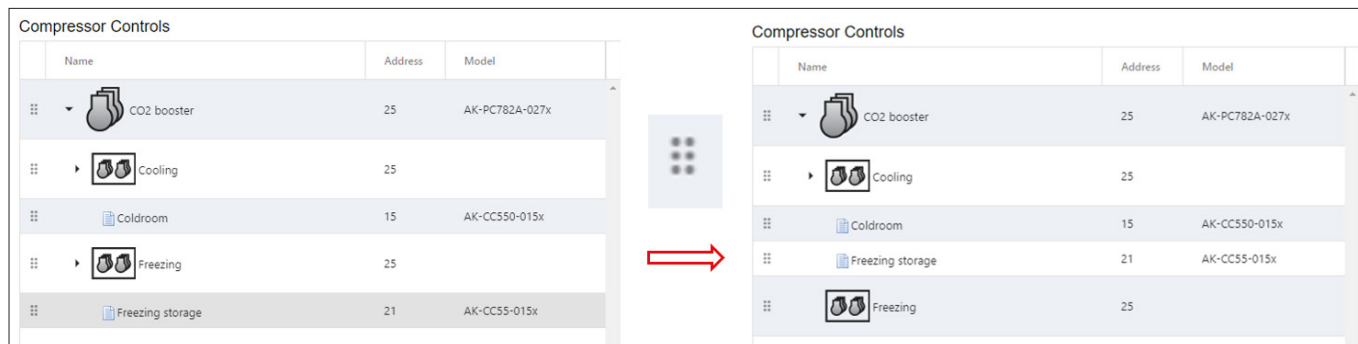 Compressor Controls
Name Address Model
CO2 booster 25 AK-PC782A-027x
Cooling 25
Coldroom 15 AK-CC550-015x
Freezing 25
Freezing storage 21 AK-CC55-015x
Compressor Controls
Name Address Model
CO2 booster 25 AK-PC782A-027x
Cooling 25
Coldroom 15 AK-CC550-015x
Freezing storage 21 AK-CC55-015x
Freezing 25